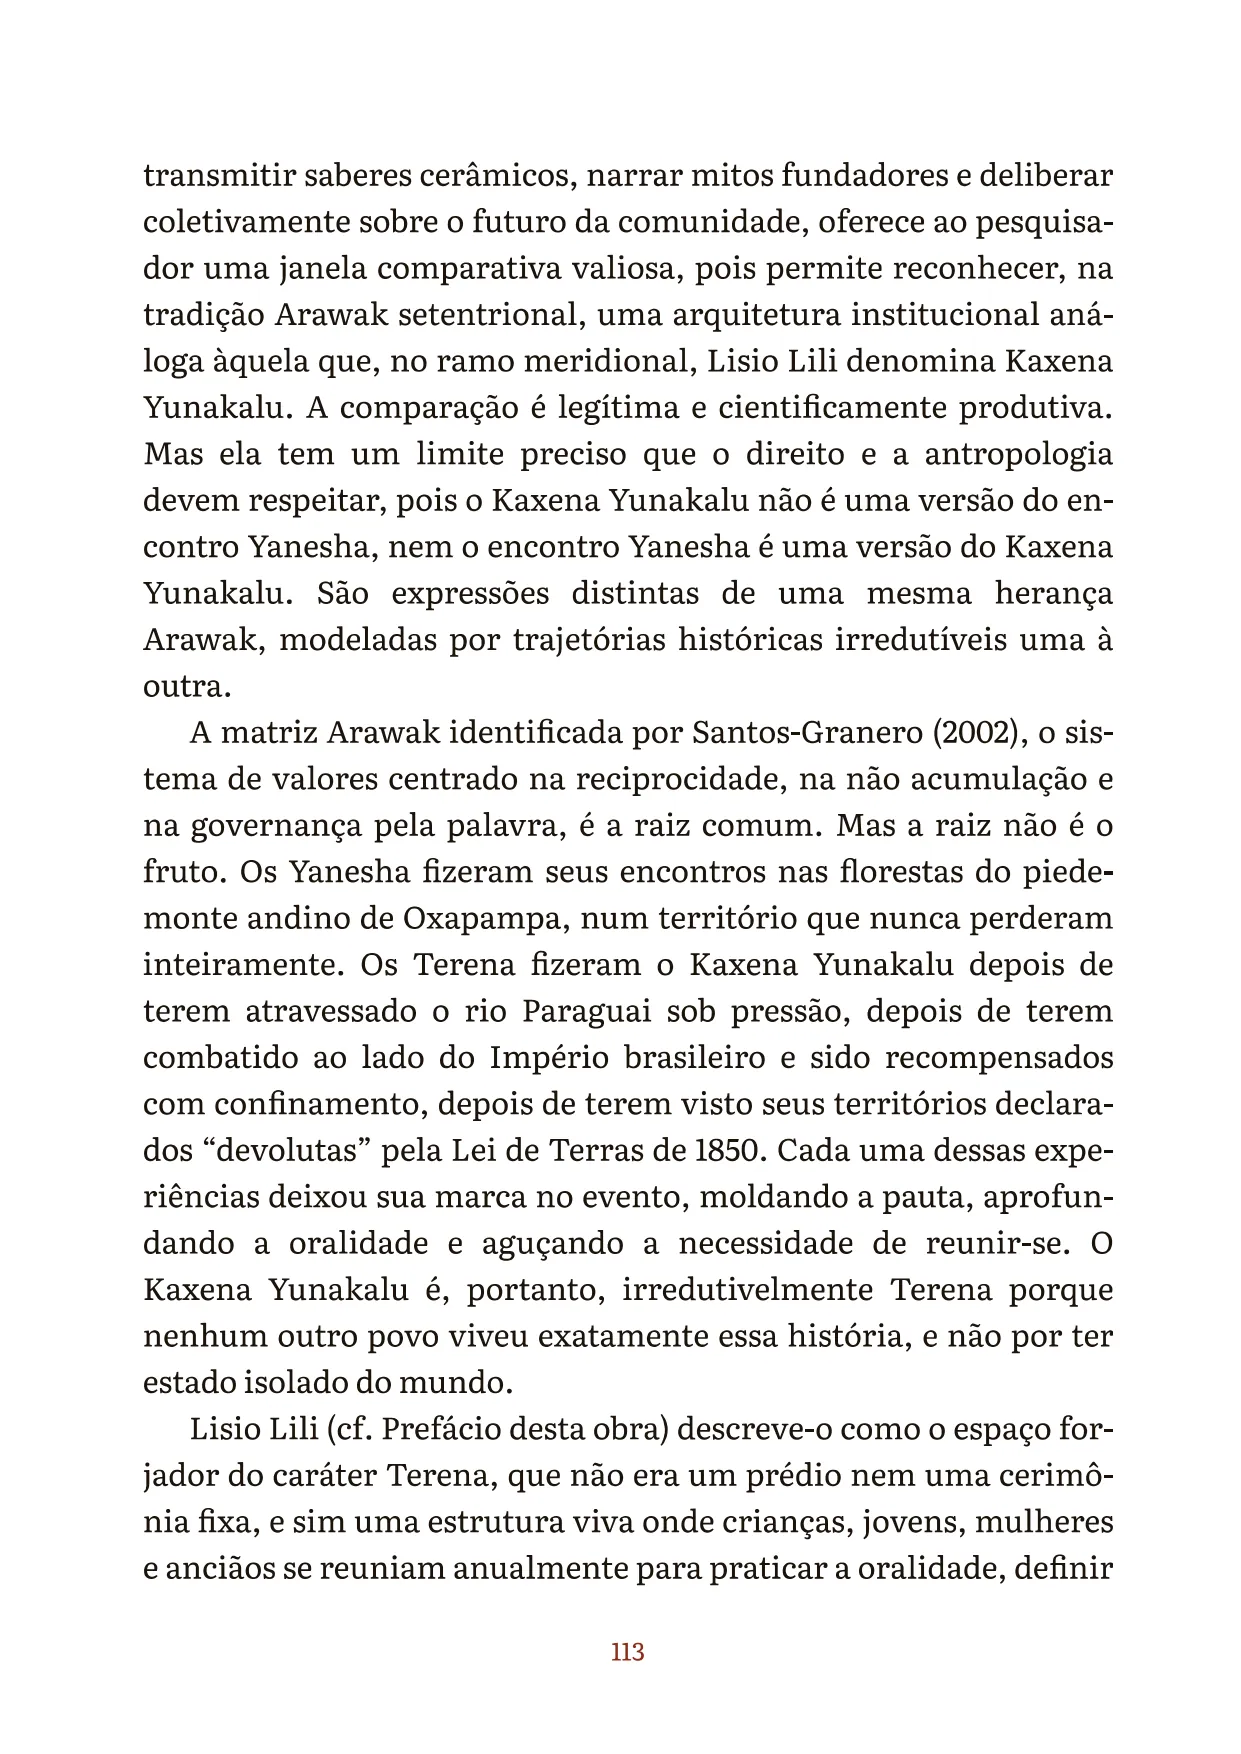 transmitir saberes cerâmicos, narrar mitos fundadores e deliberar
coletivamente sobre o futuro da comunidade, oferece ao pesquisa-
dor uma janela comparativa valiosa, pois permite reconhecer, na
tradição Arawak setentrional, uma arquitetura institucional aná-
loga àquela que, no ramo meridional, Lisio Lili denomina Kaxena
Yunakalu. A comparação é legítima e cientificamente produtiva.
Mas ela tem um limite preciso que o direito e a antropologia
devem respeitar, pois o Kaxena Yunakalu não é uma versão do en-
contro Yanesha, nem o encontro Yanesha é uma versão do Kaxena
Yunakalu. São expressões distintas de uma mesma herança
Arawak, modeladas por trajetórias históricas irredutíveis uma à
outra.
A matriz Arawak identificada por Santos-Granero (2002), o sis-
tema de valores centrado na reciprocidade, na não acumulação e
na governança pela palavra, é a raiz comum. Mas a raiz não é o
fruto. Os Yanesha fizeram seus encontros nas florestas do piede-
monte andino de Oxapampa, num território que nunca perderam
inteiramente. Os Terena fizeram o Kaxena Yunakalu depois de
terem atravessado o rio Paraguai sob pressão, depois de terem
combatido ao lado do Império brasileiro e sido recompensados
com confinamento, depois de terem visto seus territórios declara-
dos “devolutas” pela Lei de Terras de 1850. Cada uma dessas expe-
riências deixou sua marca no evento, moldando a pauta, aprofun-
dando a oralidade e aguçando a necessidade de reunir-se. O
Kaxena Yunakalu é, portanto, irredutivelmente Terena porque
nenhum outro povo viveu exatamente essa história, e não por ter
estado isolado do mundo.
Lisio Lili (cf. Prefácio desta obra) descreve-o como o espaço for-
jador do caráter Terena, que não era um prédio nem uma cerimô-
nia fixa, e sim uma estrutura viva onde crianças, jovens, mulheres
e anciãos se reuniam anualmente para praticar a oralidade, definir
113